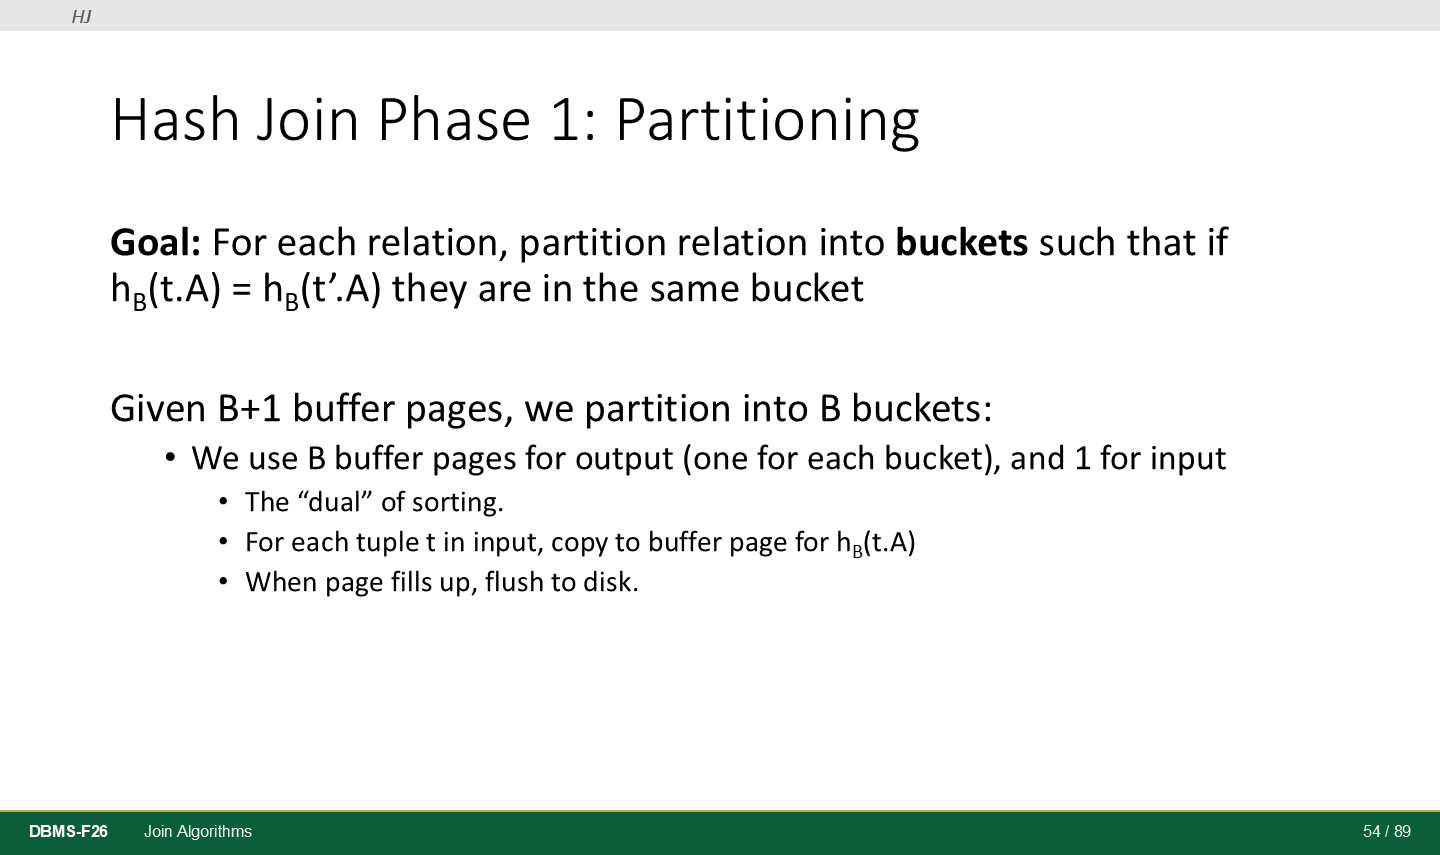 HJ
Hash Join Phase 1: Partitioning
Goal: For each relation, partition relation into buckets such that if
h_B(t.A) = h_B(t’.A) they are in the same bucket
Given B+1 buffer pages, we partition into B buckets:
• We use B buffer pages for output (one for each bucket), and 1 for input
• The “dual” of sorting.
• For each tuple t in input, copy to buffer page for h_B(t.A)
• When page fills up, flush to disk.
DBMS-F26 Join Algorithms 54 / 89